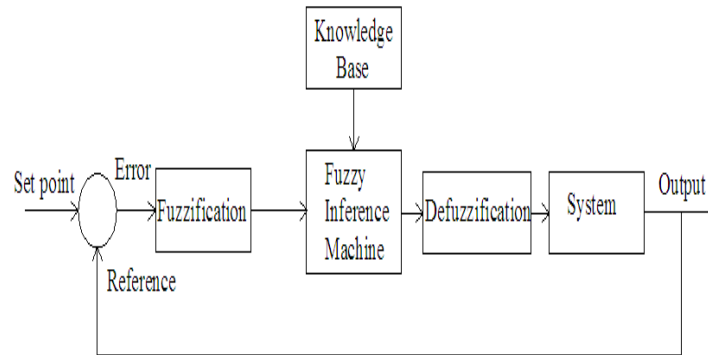 Knowledge
Base
Set point
Error
Fuzzification
Fuzzy
Inference
Machine
Defuzzification
System
Output
Reference